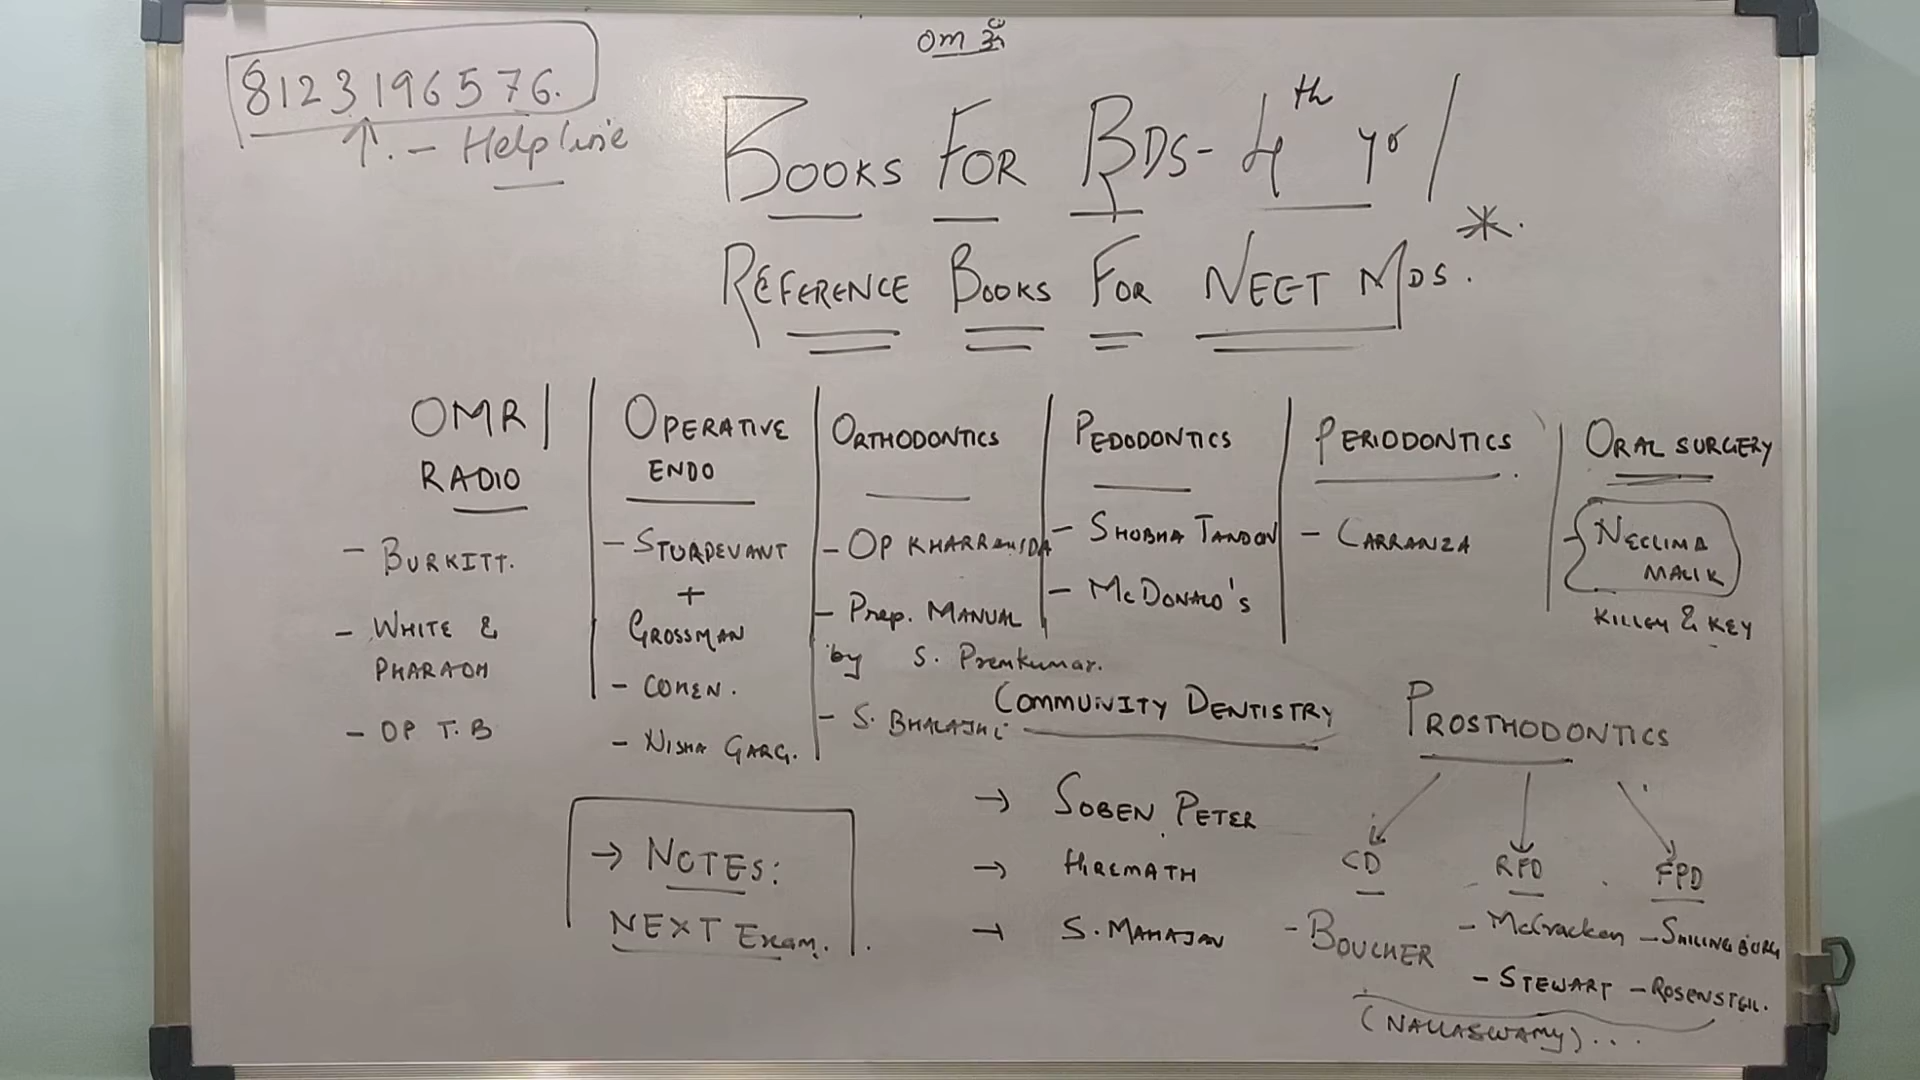 om ॐ
8123196576.
↑. - Helpline
BOOKS FOR BDS- 4th yr /
REFERENCE BOOKS FOR NEET MDS. *
OMR / RADIO
- BURKITT.
- WHITE & PHARAOH
- OP T.B
OPERATIVE
ENDO
- STURDEVANT
+
GROSSMAN
- COHEN.
- NISHA GARG.
ORTHODONTICS
- OP KHARBANDA
- Prep. MANUAL
by S. Premkumar.
- S. BHALAJHI
PEDODONTICS
- SHOBHA TANDON
- McDONALD'S
PERIODONTICS
- CARRANZA
ORAL SURGERY
- NEELIMA
MALIK
KILLEY & KEY
COMMUNITY DENTISTRY
→ SOBEN PETER
→ HIREMATH
→ S. MAHAJAN
PROSTHODONTICS
CD
- BOUCHER
RPD
- McCracken
- STEWART
FPD
- SHILLINGBURG
- ROSENSTEIL.
(NALLASWAMY)...
→ NOTES:
NEXT Exam.